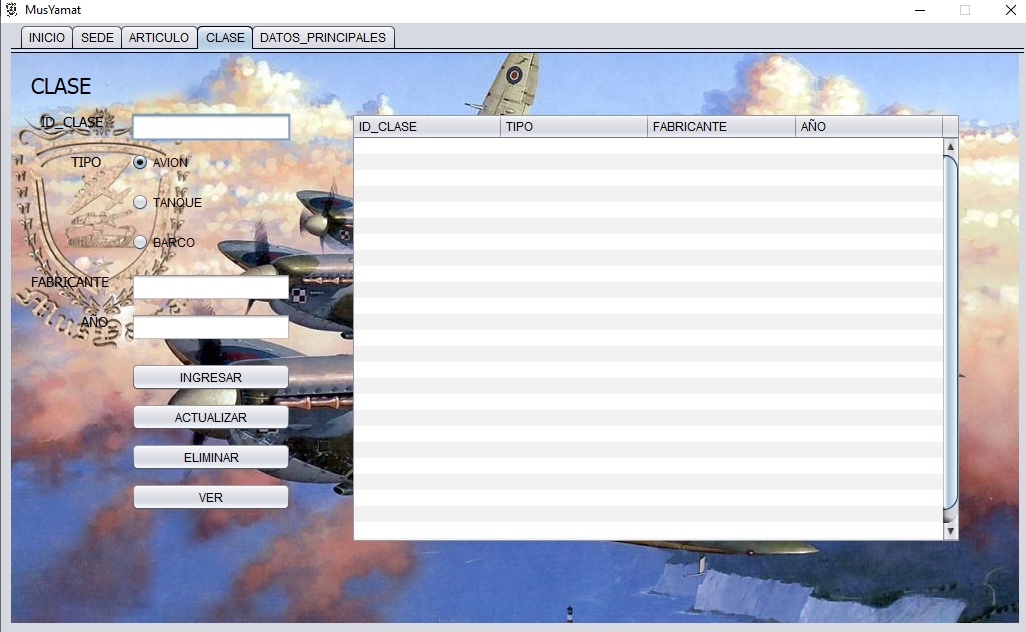 MusYamat
INICIO SEDE ARTICULO CLASE DATOS_PRINCIPALES
CLASE
ID_CLASE
TIPO AVION
TANQUE
BARCO
FABRICANTE
AÑO
INGRESAR
ACTUALIZAR
ELIMINAR
VER
ID_CLASE TIPO FABRICANTE AÑO